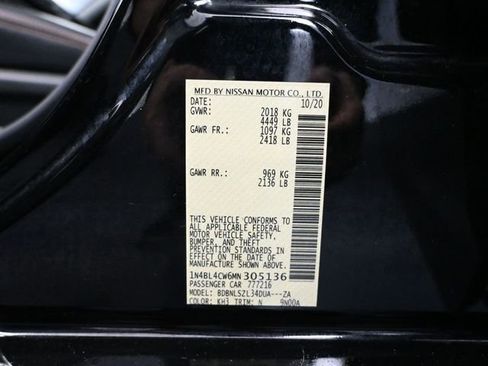 MFD BY NISSAN MOTOR CO., LTD.
DATE: 10/20
GVWR: 2018 KG
4449 LB
GAWR FR.: 1097 KG
2418 LB
GAWR RR.: 969 KG
2136 LB
THIS VEHICLE CONFORMS TO
ALL APPLICABLE FEDERAL
MOTOR VEHICLE SAFETY,
BUMPER, AND THEFT
PREVENTION STANDARDS IN
EFFECT ON THE DATE OF
MANUFACTURE SHOWN ABOVE.
1N4BL4CW6MN305136
PASSENGER CAR 777216
MODEL: BDBNLSZL34DUA---ZA
COLOR: KH3 TRIM: N 9N00A